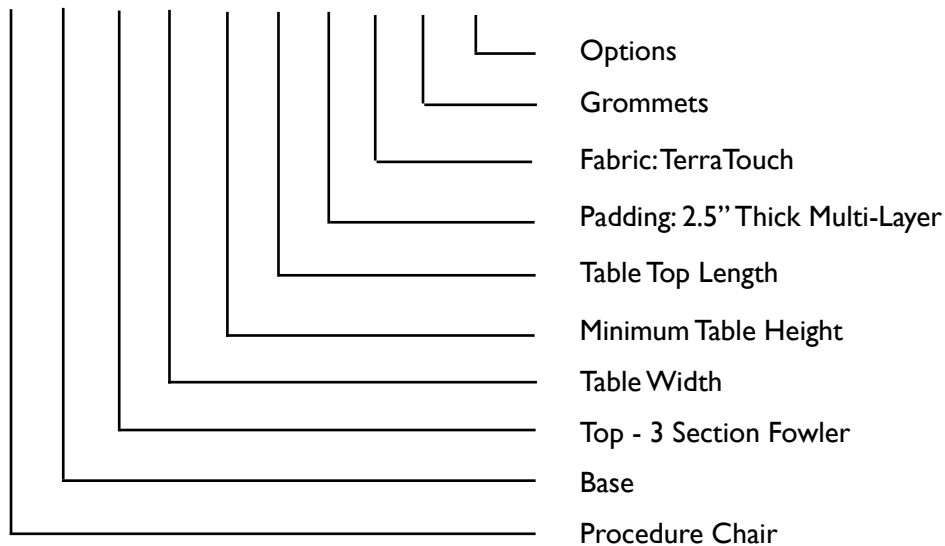 Options
Grommets
Fabric: TerraTouch
Padding: 2.5” Thick Multi-Layer
Table Top Length
Minimum Table Height
Table Width
Top - 3 Section Fowler
Base
Procedure Chair